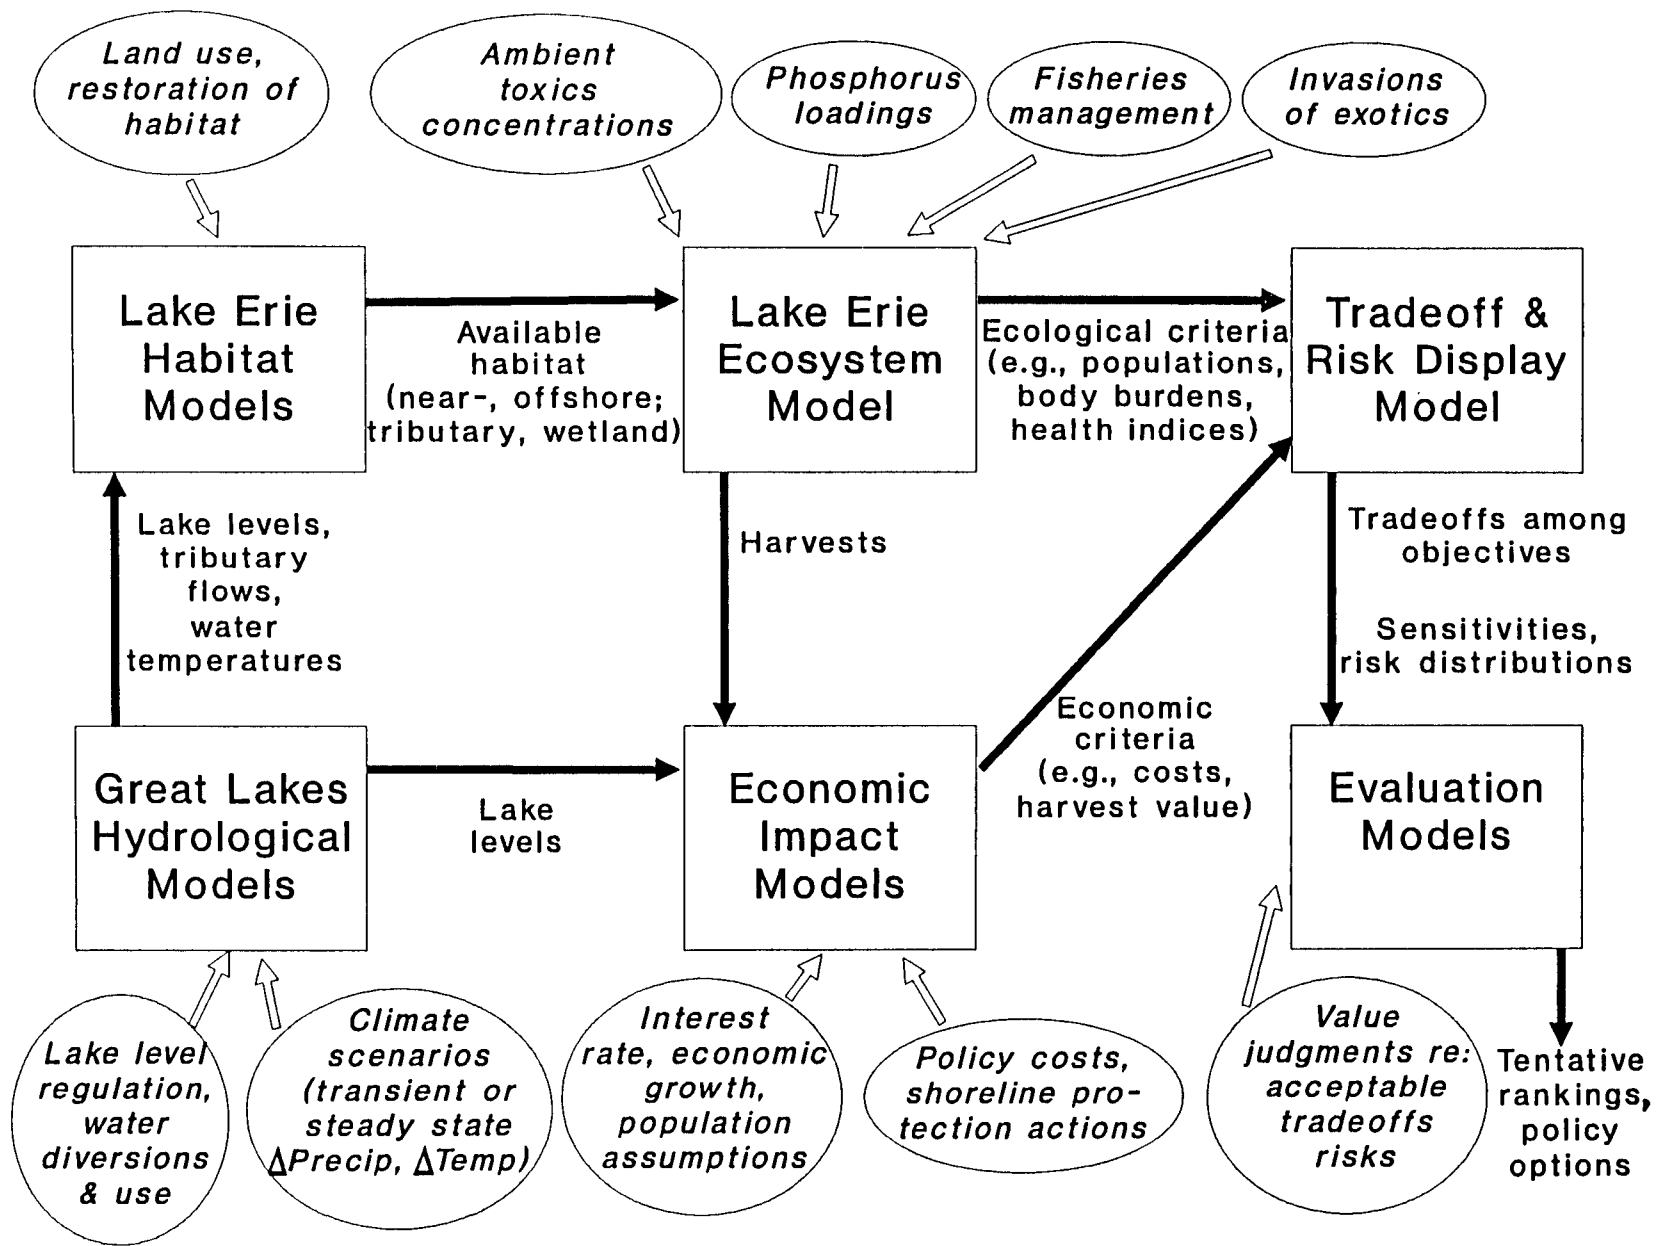 Land use,
restoration of
habitat
Ambient
toxics
concentrations
Phosphorus
loadings
Fisheries
management
Invasions
of exotics
Lake Erie
Habitat
Models
Available
habitat
(near-, offshore;
tributary, wetland)
Lake Erie
Ecosystem
Model
Ecological criteria
(e.g., populations,
body burdens,
health indices)
Tradeoff &
Risk Display
Model
Lake levels,
tributary
flows,
water
temperatures
Harvests
Tradeoffs among
objectives
Sensitivities,
risk distributions
Great Lakes
Hydrological
Models
Lake
levels
Economic
Impact
Models
Economic
criteria
(e.g., costs,
harvest value)
Evaluation
Models
Lake level
regulation,
water
diversions
& use
Climate
scenarios
(transient or
steady state
ΔPrecip, ΔTemp)
Interest
rate, economic
growth,
population
assumptions
Policy costs,
shoreline pro-
tection actions
Value
judgments re:
acceptable
tradeoffs
risks
Tentative
rankings,
policy
options